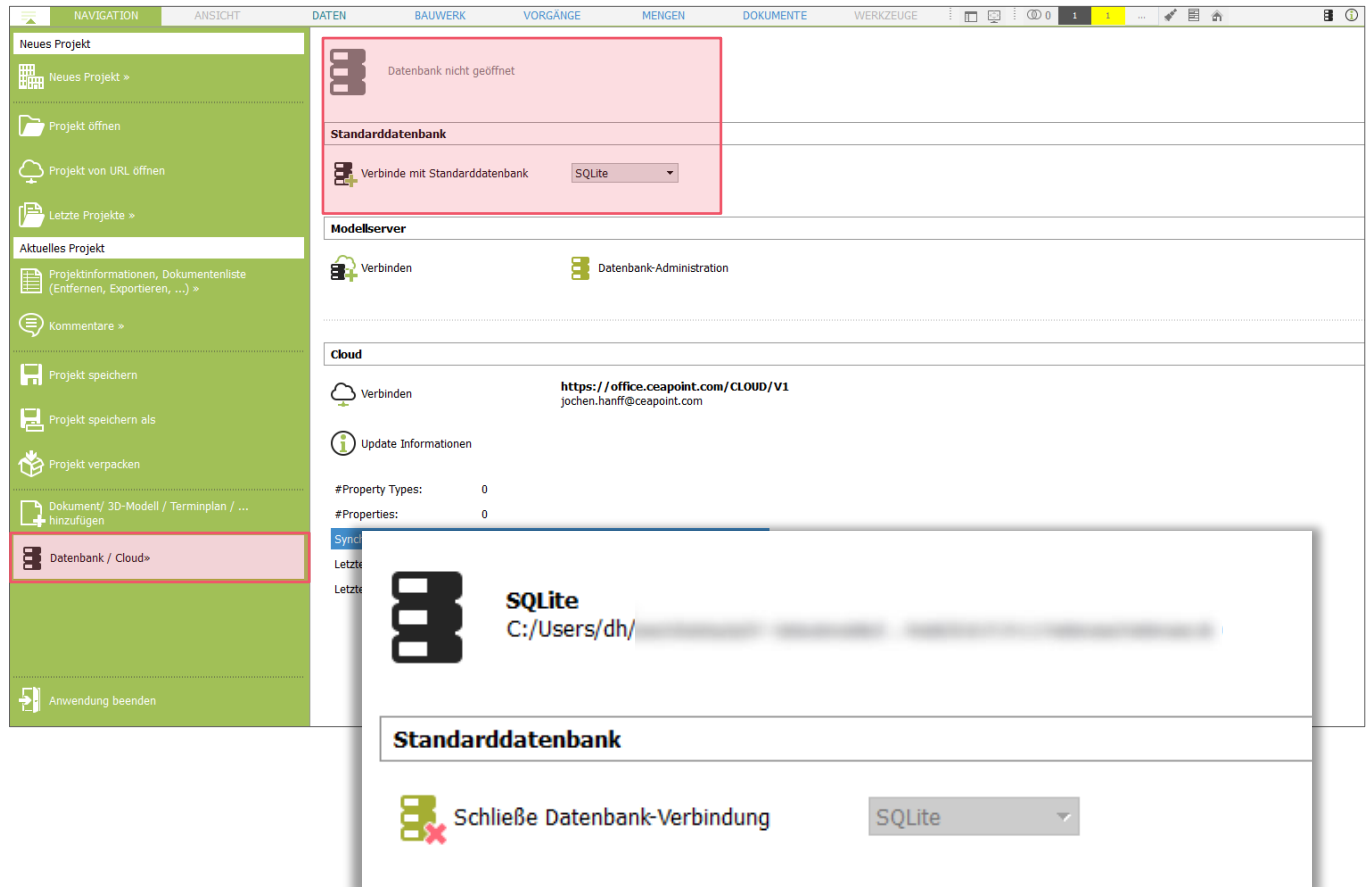 NAVIGATION ANSICHT DATEN BAUWERK VORGÄNGE MENGEN DOKUMENTE WERKZEUGE 0 1 1 ...
Neues Projekt
Neues Projekt »
Projekt öffnen
Projekt von URL öffnen
Letzte Projekte »
Aktuelles Projekt
Projektinformationen, Dokumentenliste
(Entfernen, Exportieren, ...) »
Kommentare »
Projekt speichern
Projekt speichern als
Projekt verpacken
Dokument/ 3D-Modell / Terminplan / ...
hinzufügen
Datenbank / Cloud»
Anwendung beenden
Datenbank nicht geöffnet
Standarddatenbank
Verbinde mit Standarddatenbank SQLite
Modellserver
Verbinden Datenbank-Administration
Cloud
Verbinden https://office.ceapoint.com/CLOUD/V1
jochen.hanff@ceapoint.com
Update Informationen
#Property Types: 0
#Properties: 0
SQLite
C:/Users/dh/
Standarddatenbank
Schließe Datenbank-Verbindung SQLite